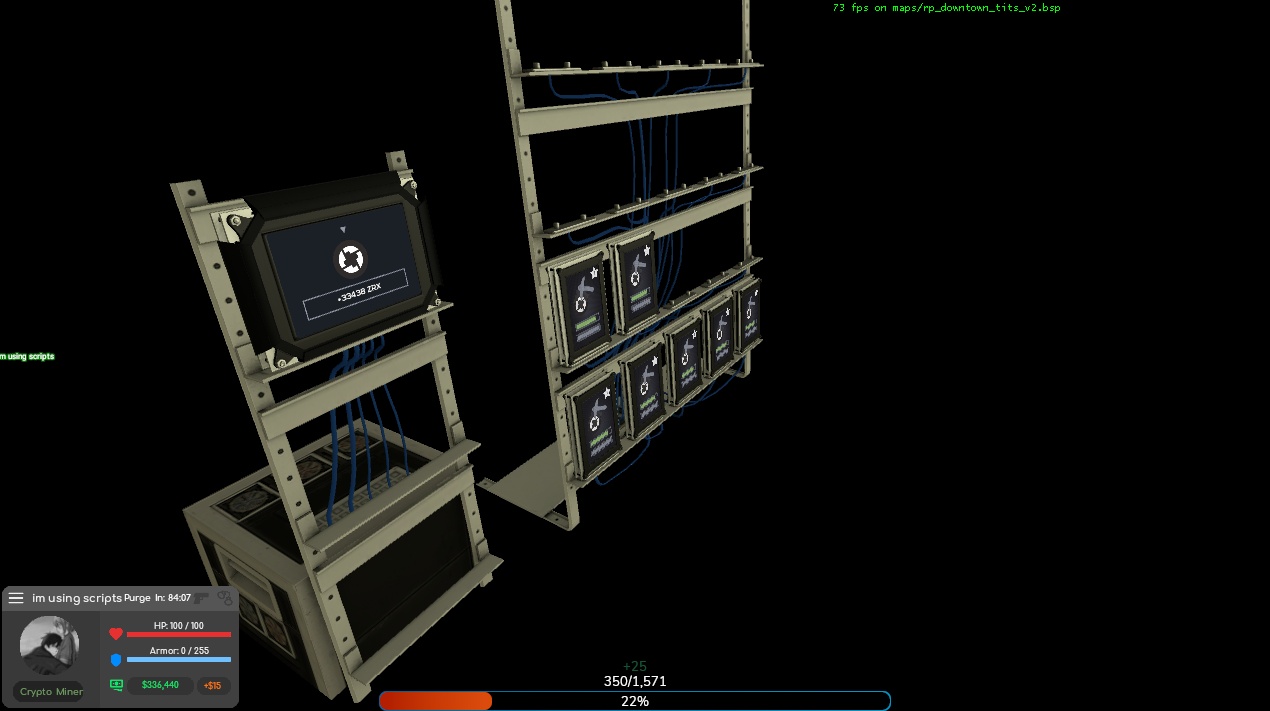 73 fps on maps/rp_downtown_tits_v2.bsp
+33438 ZRX
m using scripts
im using scripts Purge In: 84:07
HP: 100 / 100
Armor: 0 / 255
$336,440
+$15
Crypto Miner
+25
350/1,571
22%